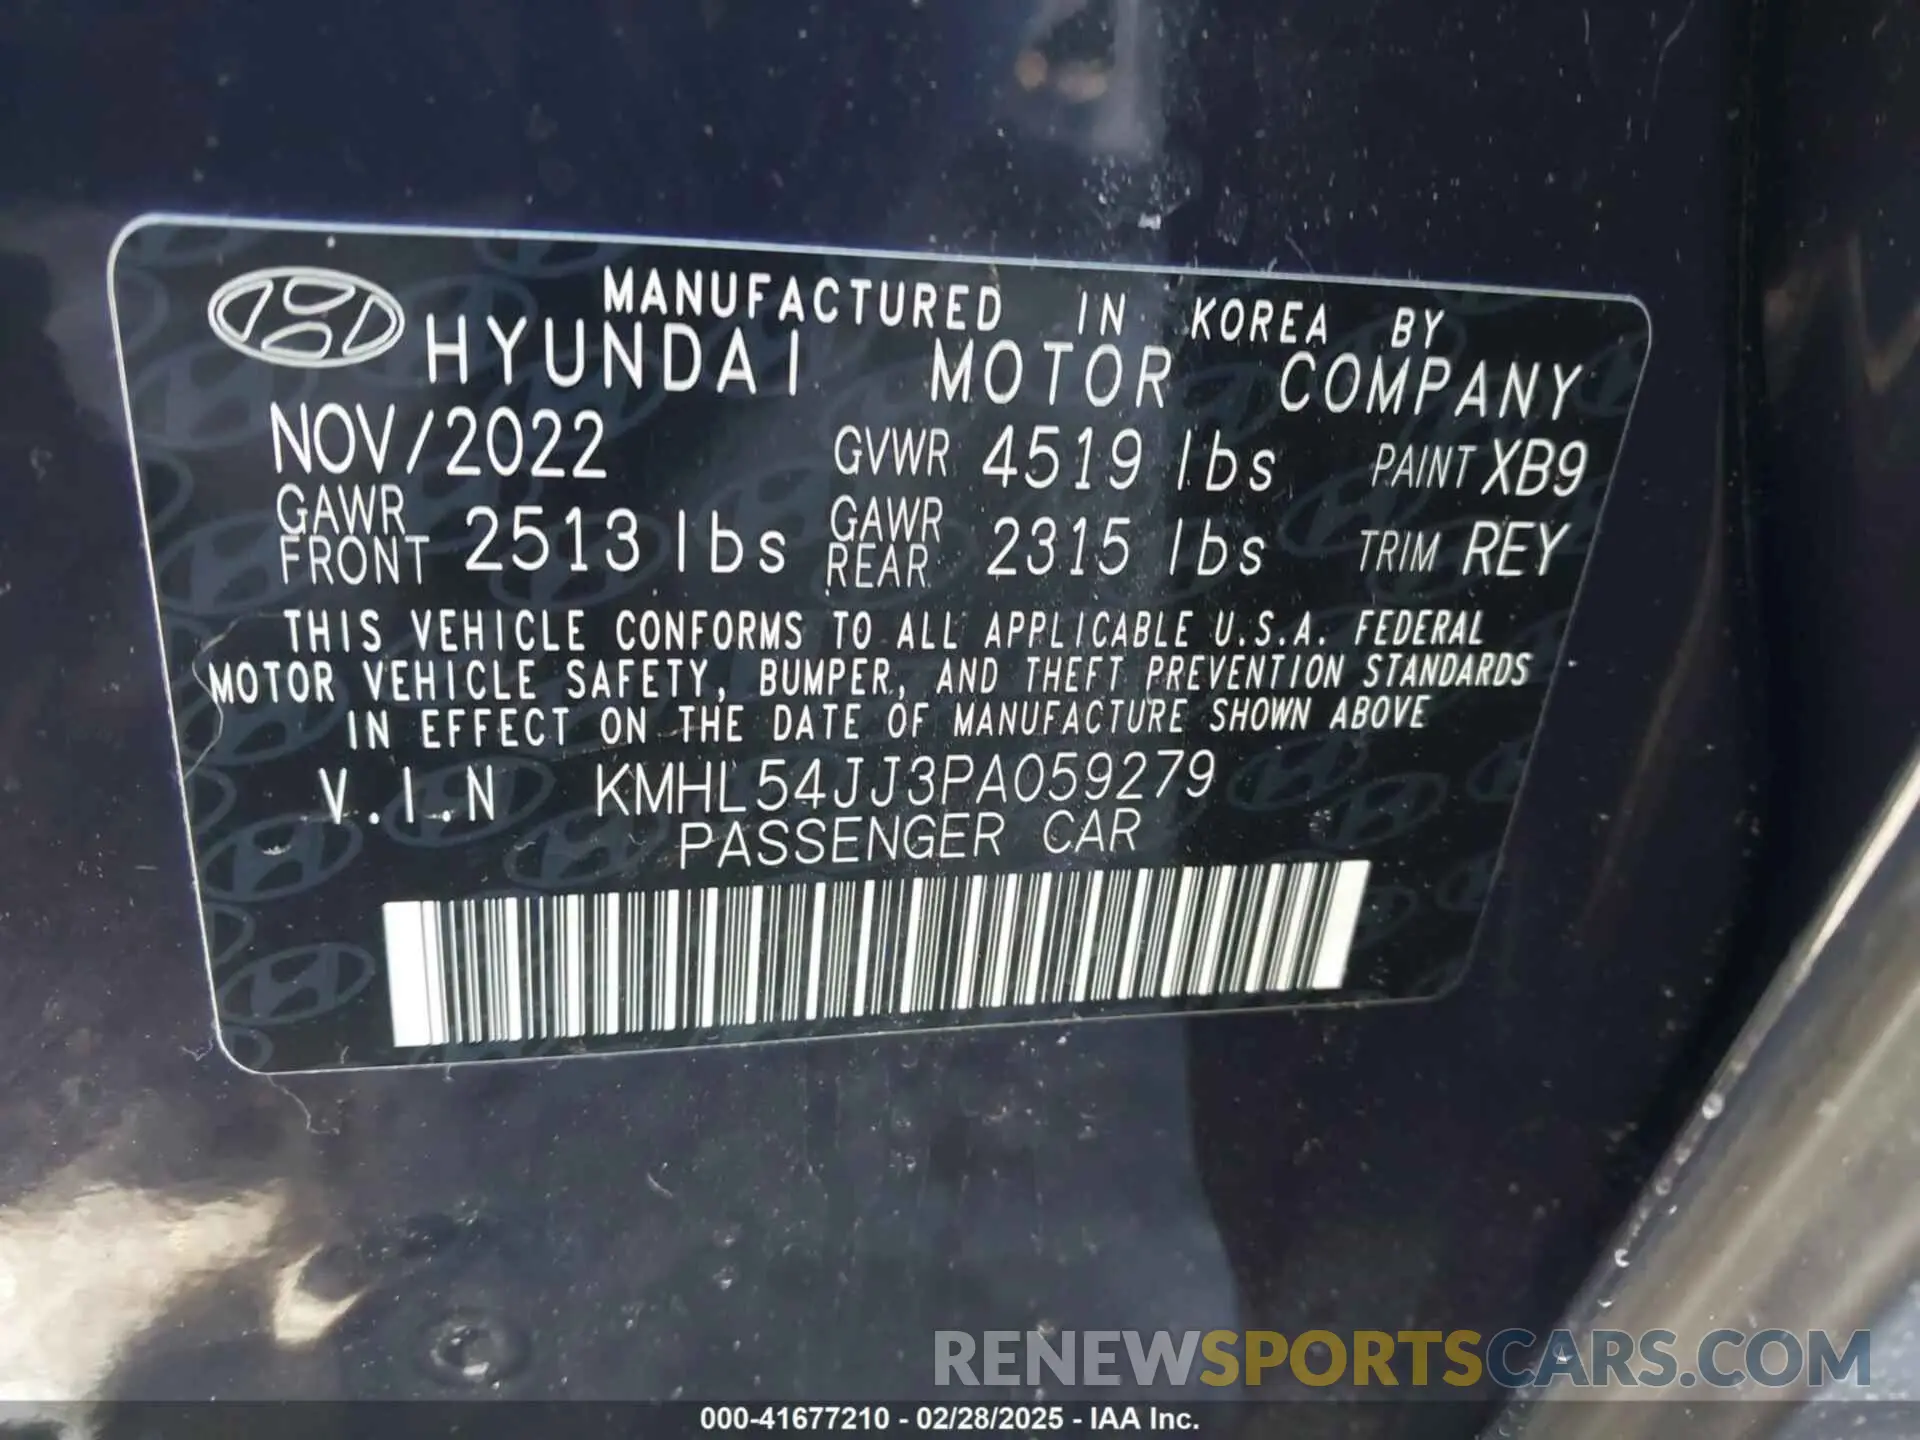 MANUFACTURED IN KOREA BY
HYUNDAI MOTOR COMPANY
NOV/2022 GVWR 4519 lbs PAINT XB9
GAWR FRONT 2513 lbs GAWR REAR 2315 lbs TRIM REY
THIS VEHICLE CONFORMS TO ALL APPLICABLE U.S.A. FEDERAL
MOTOR VEHICLE SAFETY, BUMPER, AND THEFT PREVENTION STANDARDS
IN EFFECT ON THE DATE OF MANUFACTURE SHOWN ABOVE
V.I.N KMHL54JJ3PA059279
PASSENGER CAR
RENEWSPORTSCARS.COM
000-41677210 - 02/28/2025 - IAA Inc.